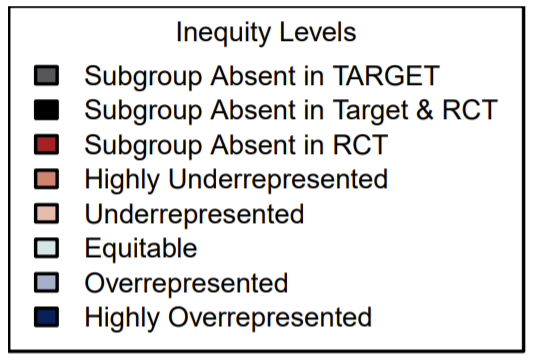 Inequity Levels
Subgroup Absent in TARGET
Subgroup Absent in Target & RCT
Subgroup Absent in RCT
Highly Underrepresented
Underrepresented
Equitable
Overrepresented
Highly Overrepresented